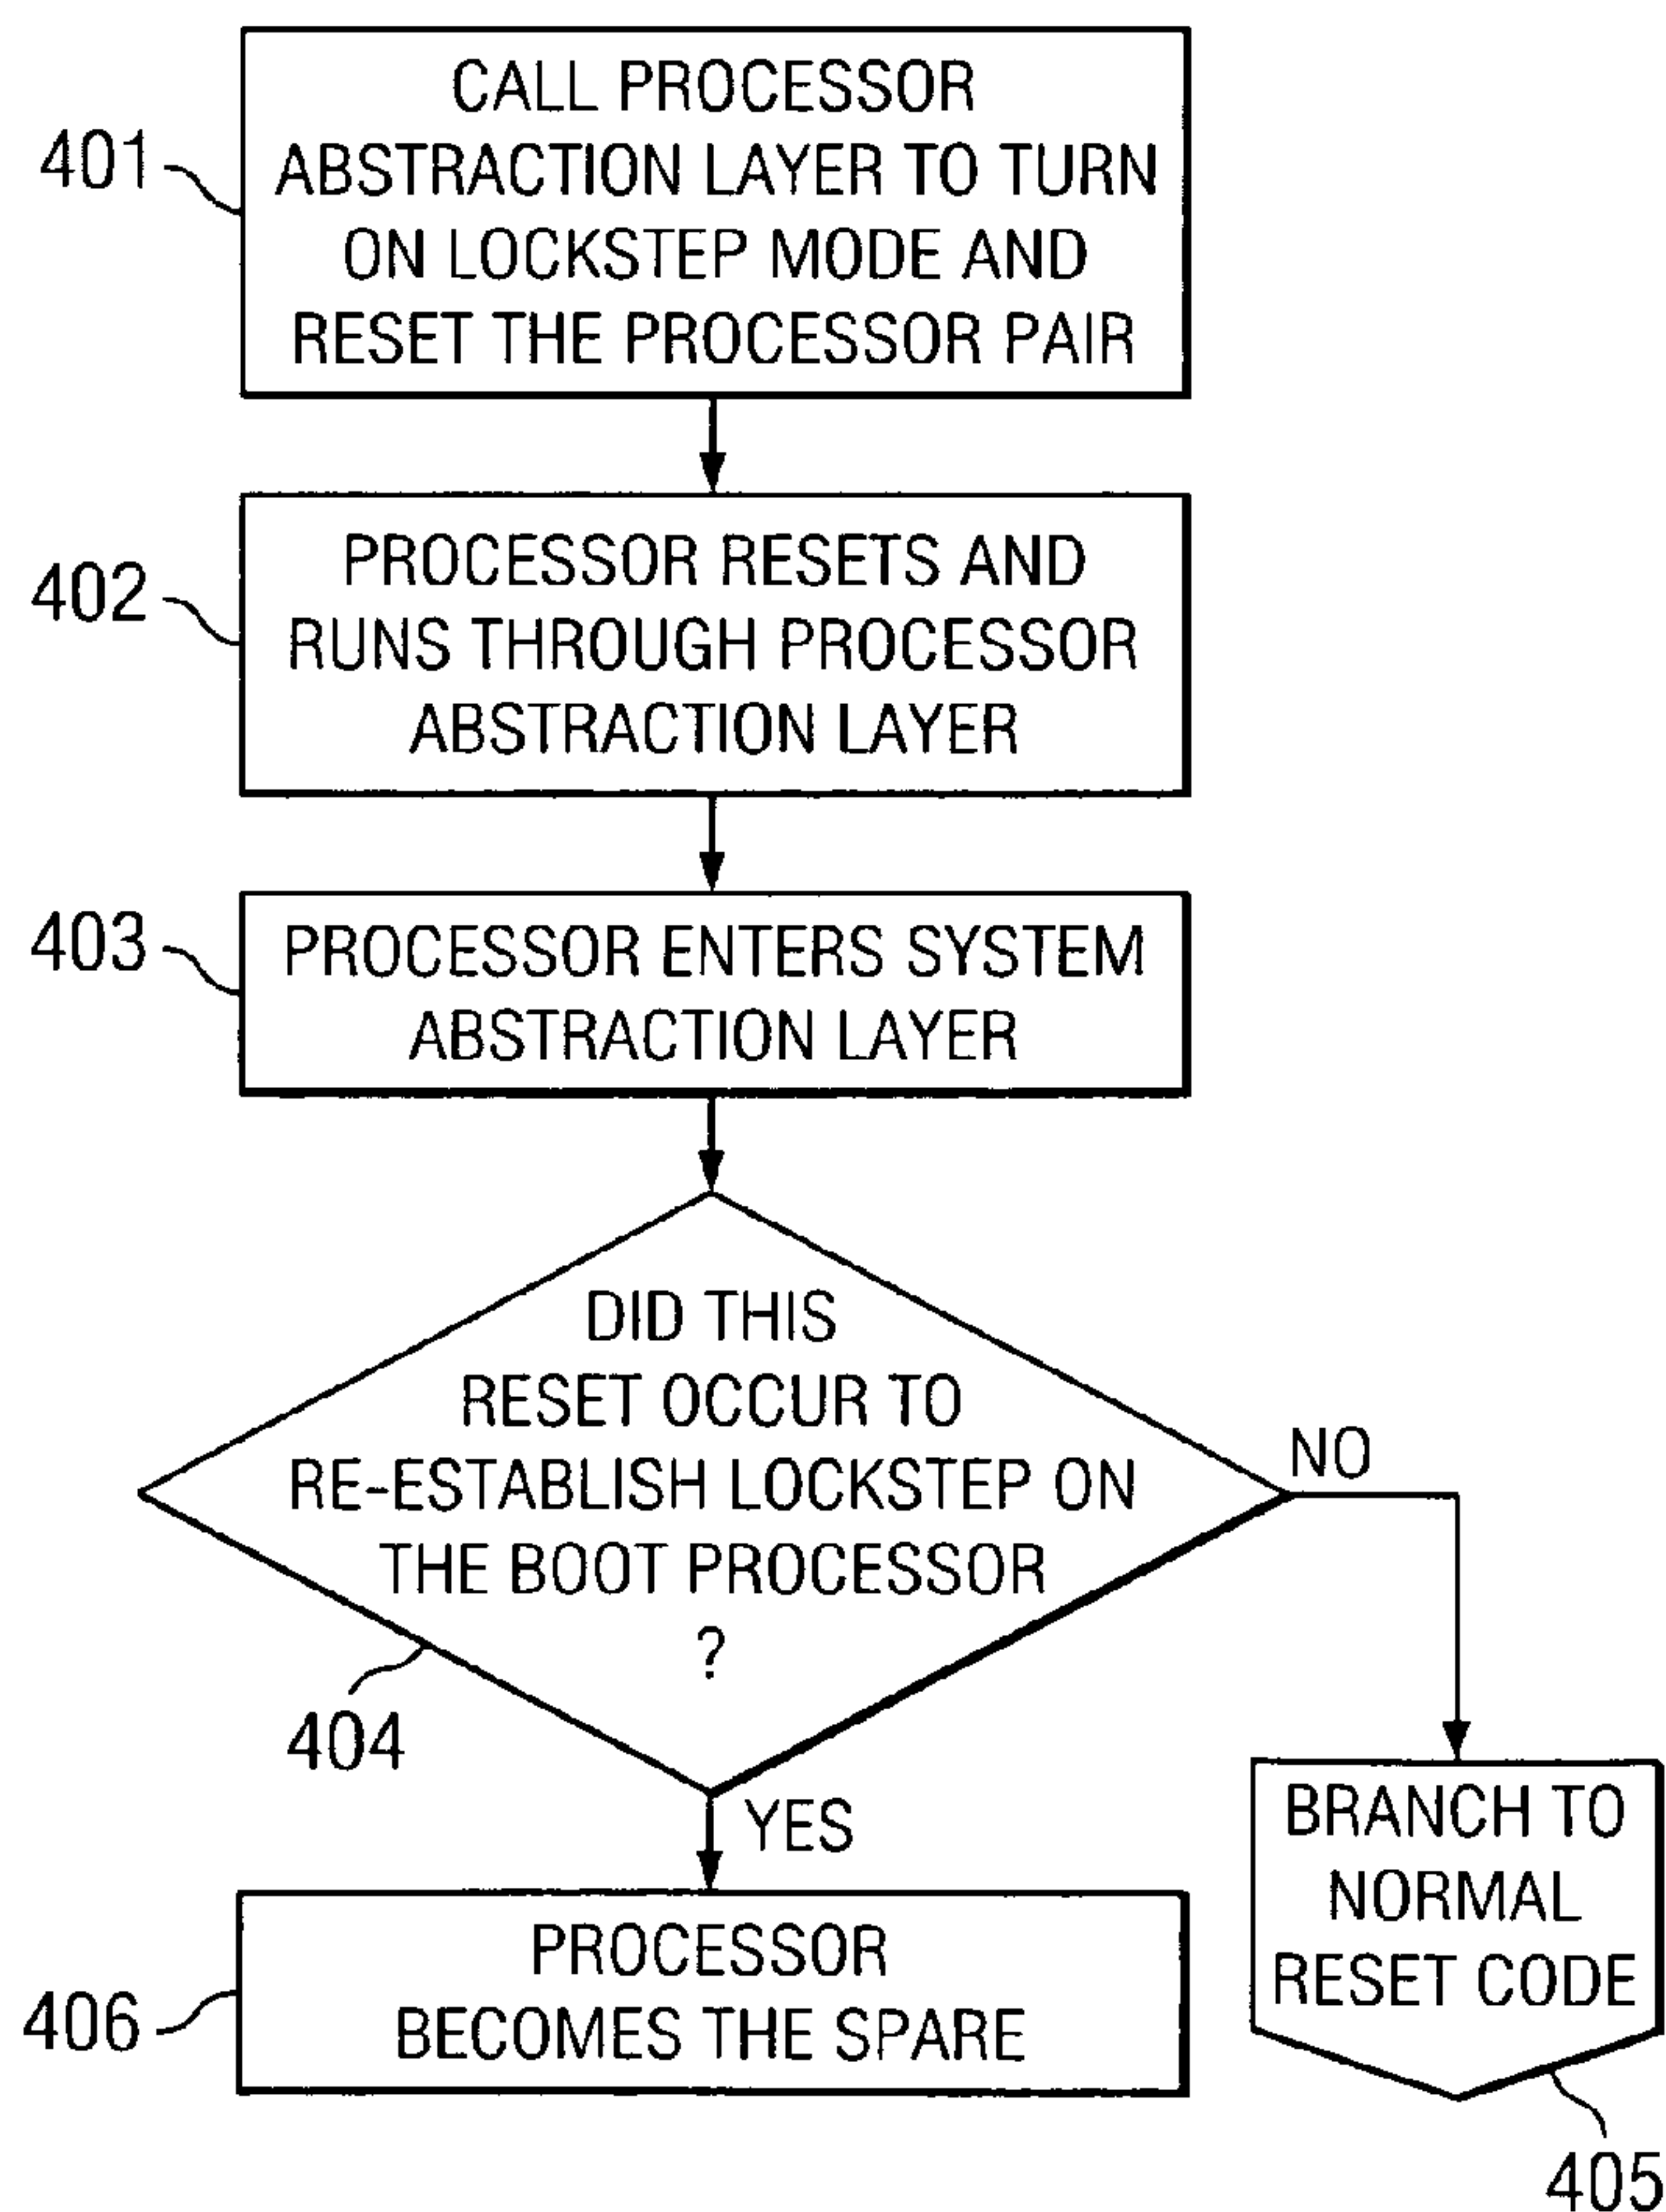 401
CALL PROCESSOR
ABSTRACTION LAYER TO TURN
ON LOCKSTEP MODE AND
RESET THE PROCESSOR PAIR
402
PROCESSOR RESETS AND
RUNS THROUGH PROCESSOR
ABSTRACTION LAYER
403
PROCESSOR ENTERS SYSTEM
ABSTRACTION LAYER
DID THIS
RESET OCCUR TO
RE-ESTABLISH LOCKSTEP ON
THE BOOT PROCESSOR
?
404
NO
YES
BRANCH TO
NORMAL
RESET CODE
405
406
PROCESSOR
BECOMES THE SPARE